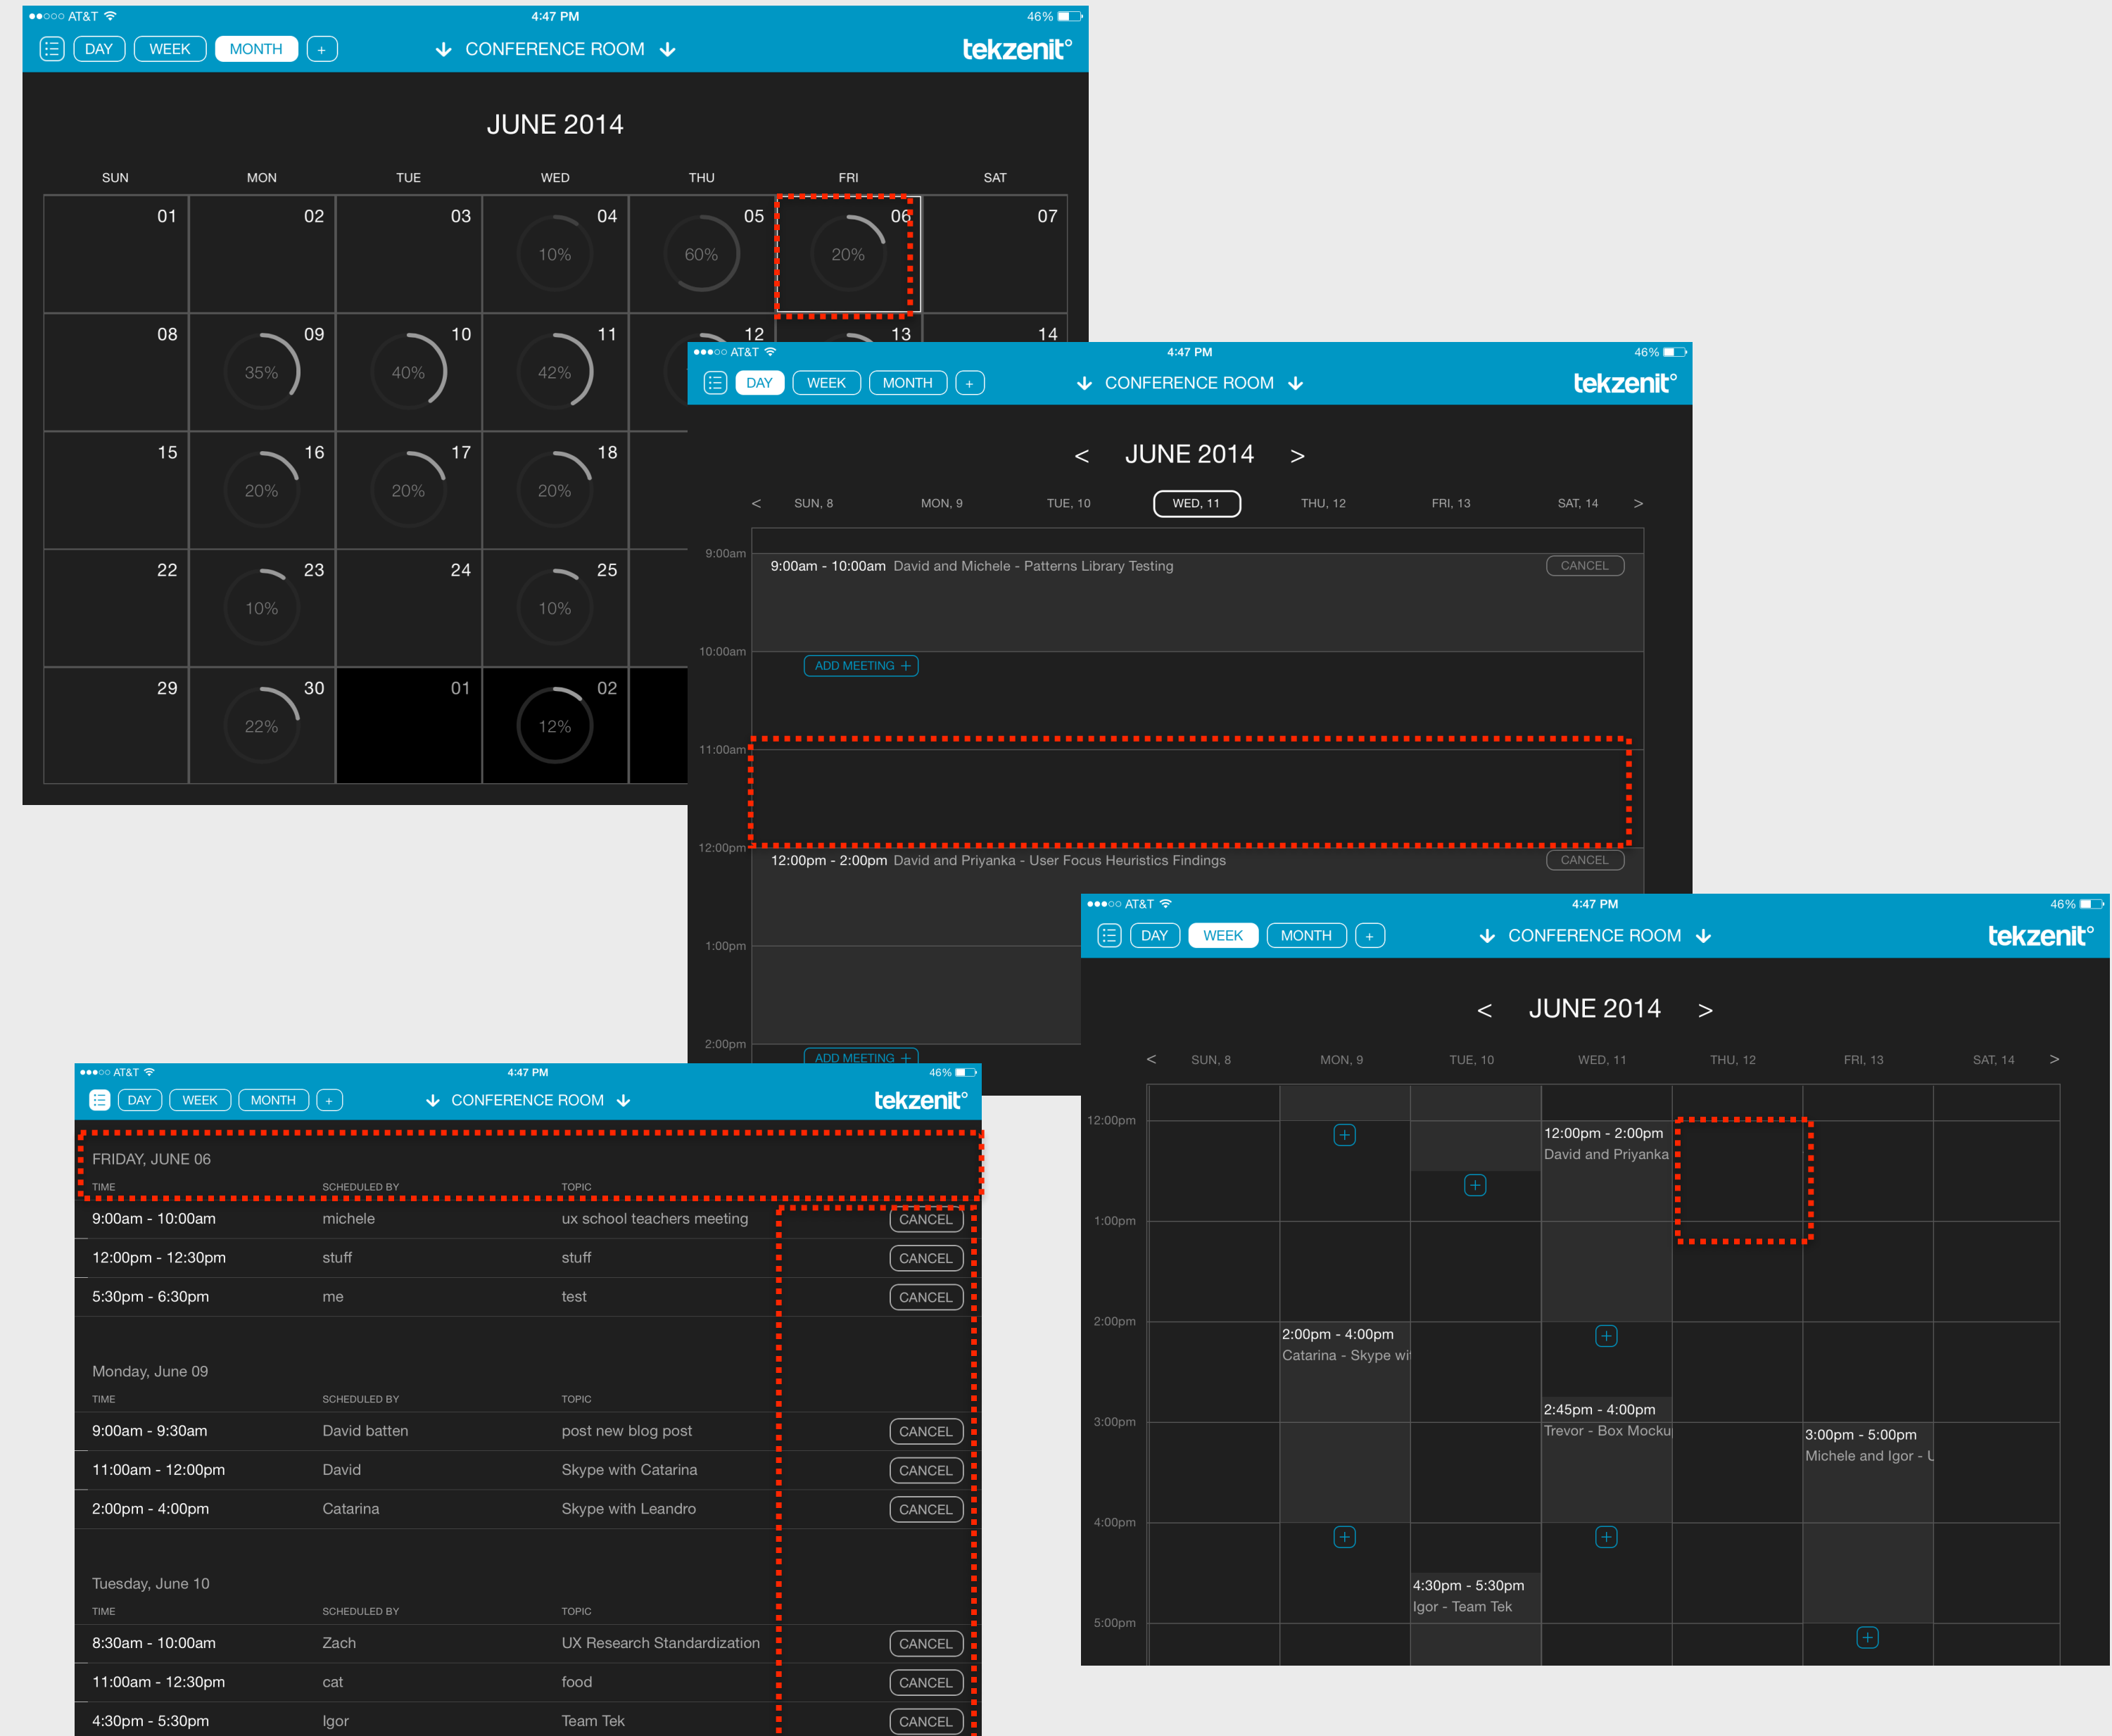 AT&T 4:47 PM 46%
DAY WEEK MONTH + CONFERENCE ROOM tekzenit°
JUNE 2014
SUN MON TUE WED THU FRI SAT
01 02 03 04 05 06 07
10% 60% 20%
08 09 10 11 12 13 14
35% 40% 42%
15 16 17 18
20% 20% 20%
22 23 24 25
10% 10%
29 30 01 02
22% 12%
AT&T 4:47 PM 46%
DAY WEEK MONTH + CONFERENCE ROOM tekzenit°
< JUNE 2014 >
< SUN, 8 MON, 9 TUE, 10 WED, 11 THU, 12 FRI, 13 SAT, 14 >
9:00am
9:00am - 10:00am David and Michele - Patterns Library Testing CANCEL
10:00am
ADD MEETING +
11:00am
12:00pm
12:00pm - 2:00pm David and Priyanka - User Focus Heuristics Findings CANCEL
1:00pm
2:00pm
ADD MEETING +
AT&T 4:47 PM 46%
DAY WEEK MONTH + CONFERENCE ROOM tekzenit°
< JUNE 2014 >
< SUN, 8 MON, 9 TUE, 10 WED, 11 THU, 12 FRI, 13 SAT, 14 >
12:00pm
+ 12:00pm - 2:00pm
David and Priyanka
+
1:00pm
2:00pm
2:00pm - 4:00pm +
Catarina - Skype wi
2:45pm - 4:00pm
3:00pm
Trevor - Box Mocku 3:00pm - 5:00pm
Michele and Igor - U
4:00pm
+ +
4:30pm - 5:30pm
Igor - Team Tek
5:00pm
+
AT&T 4:47 PM 46%
DAY WEEK MONTH + CONFERENCE ROOM tekzenit°
FRIDAY, JUNE 06
TIME SCHEDULED BY TOPIC
9:00am - 10:00am michele ux school teachers meeting CANCEL
12:00pm - 12:30pm stuff stuff CANCEL
5:30pm - 6:30pm me test CANCEL
Monday, June 09
TIME SCHEDULED BY TOPIC
9:00am - 9:30am David batten post new blog post CANCEL
11:00am - 12:00pm David Skype with Catarina CANCEL
2:00pm - 4:00pm Catarina Skype with Leandro CANCEL
Tuesday, June 10
TIME SCHEDULED BY TOPIC
8:30am - 10:00am Zach UX Research Standardization CANCEL
11:00am - 12:30pm cat food CANCEL
4:30pm - 5:30pm Igor Team Tek CANCEL